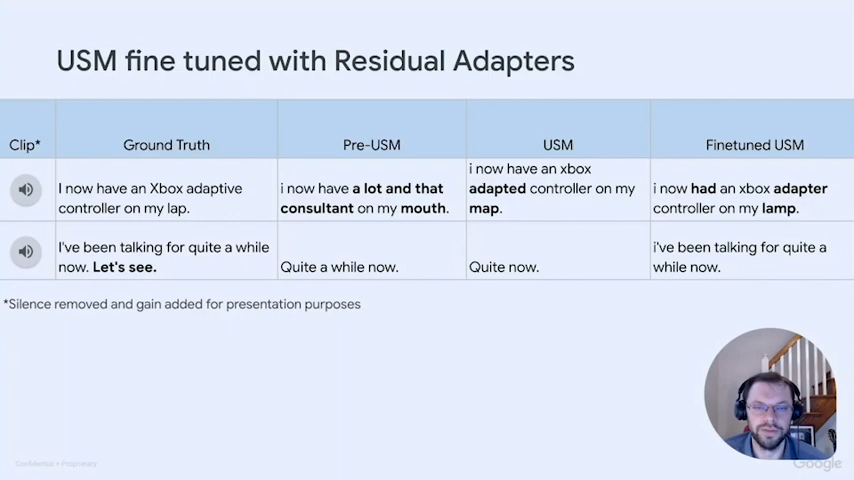 USM fine tuned with Residual Adapters
Clip*
Ground Truth
Pre-USM
USM
Finetuned USM
I now have an Xbox adaptive
controller on my lap.
i now have a lot and that
consultant on my mouth.
i now have an xbox
adapted controller on my
map.
i now had an xbox adapter
controller on my lamp.
I've been talking for quite a while
now. Let's see.
Quite a while now.
Quite now.
i've been talking for quite a
while now.
*Silence removed and gain added for presentation purposes
Confidential + Proprietary
Google